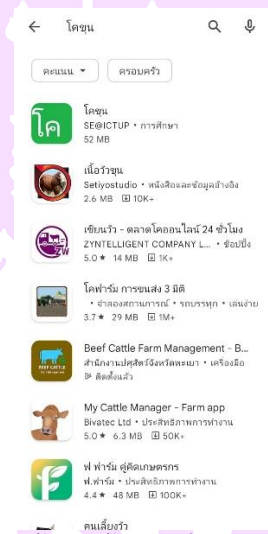 โคขุน
คะแนน
ครอบครัว
โค
โคขุน
SE@ICTUP • การศึกษา
52 MB
เนื้อวัวขุน
Setiyostudio • หนังสือและข้อมูลอ้างอิง
2.6 MB 10K+
ZW
เซียนวัว - ตลาดโคออนไลน์ 24 ชั่วโมง
ZYNTELLIGENT COMPANY L... • ช็อปปิ้ง
5.0 ★ 14 MB 1K+
โคฟาร์ม การขนส่ง 3 มิติ
• จำลองสถานการณ์ • รถบรรทุก • เล่นง่าย
3.7 ★ 29 MB 1M+
BEEF CATTLE
Beef Cattle Farm Management - B...
สำนักงานปศุสัตว์จังหวัดพะเยา • เครื่องมือ
ติดตั้งแล้ว
My Cattle Manager - Farm app
Bivatec Ltd • ประสิทธิภาพการทำงาน
5.0 ★ 6.3 MB 50K+
ฟ ฟาร์ม คู่คิดเกษตรกร
ฟ.ฟาร์ม • ประสิทธิภาพการทำงาน
4.4 ★ 48 MB 100K+
คนเลี้ยงวัว